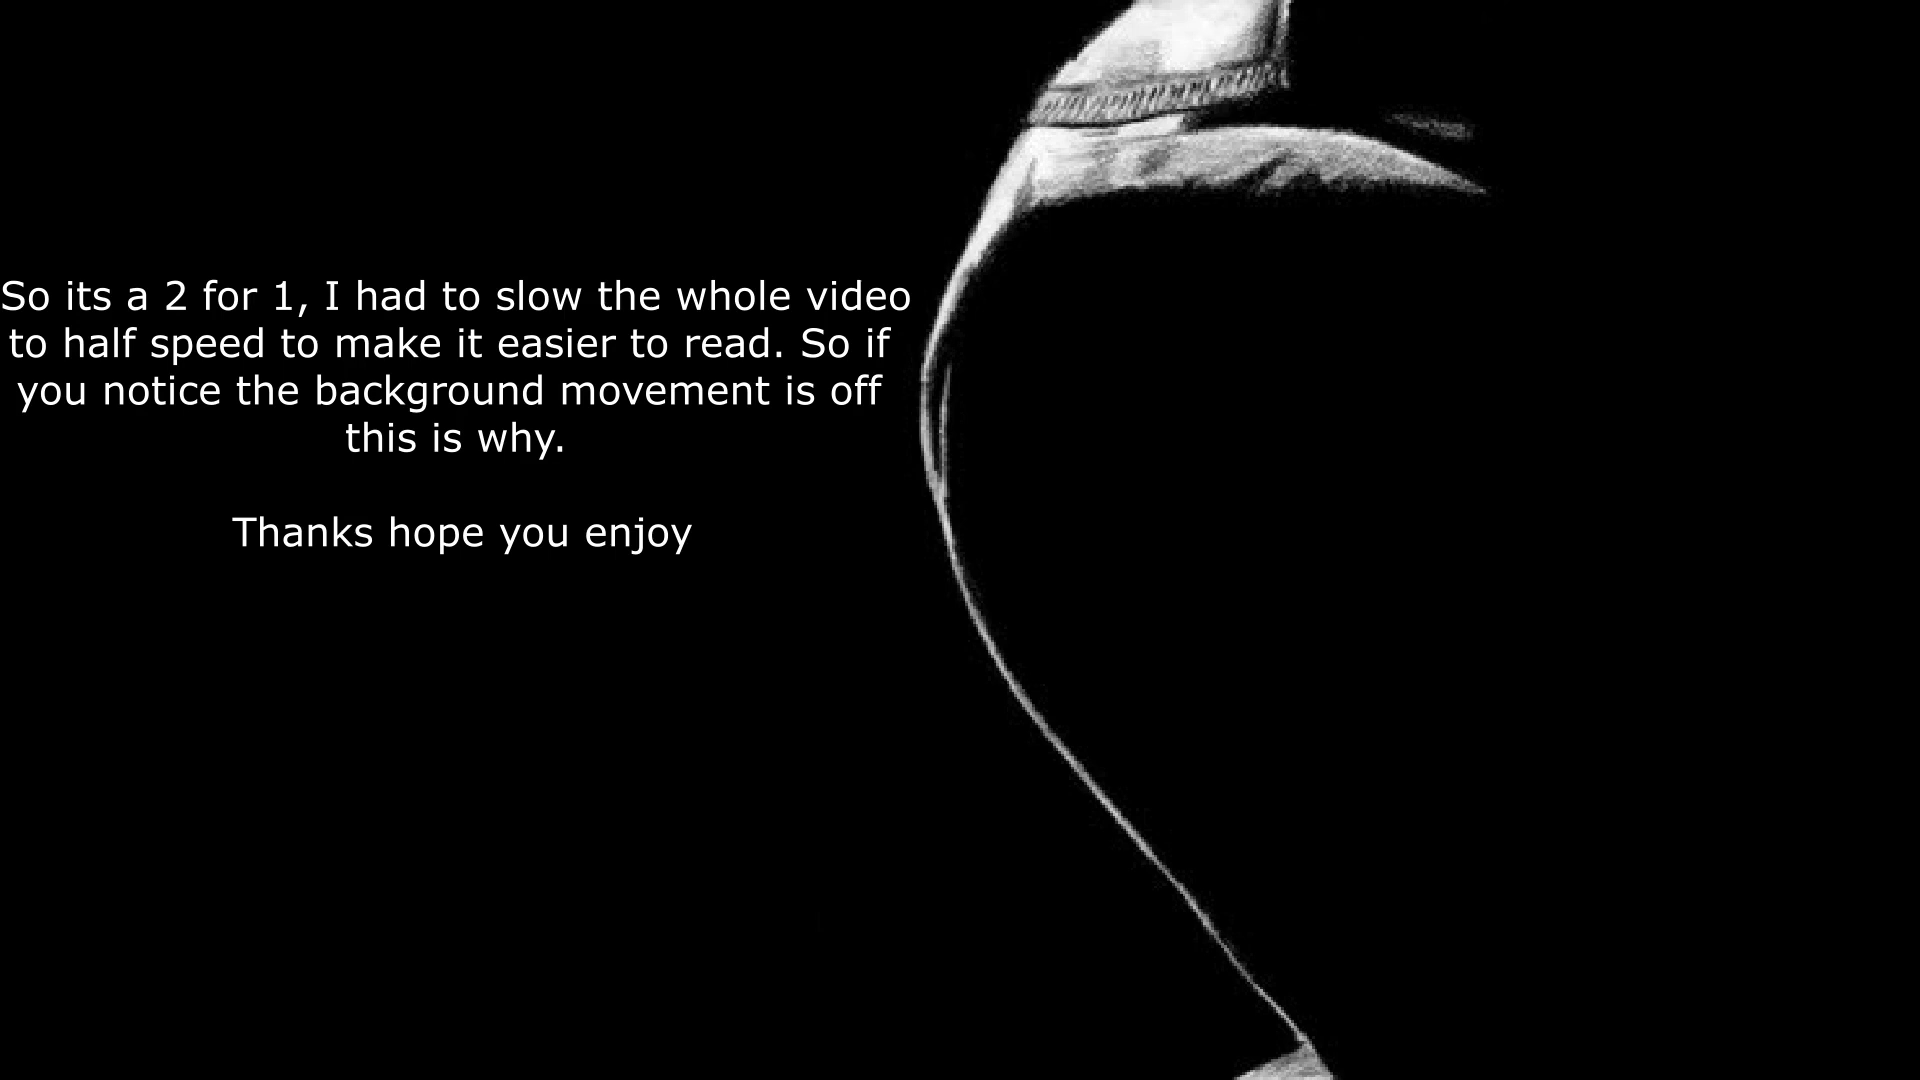 So its a 2 for 1, I had to slow the whole video
to half speed to make it easier to read. So if
you notice the background movement is off
this is why.
Thanks hope you enjoy